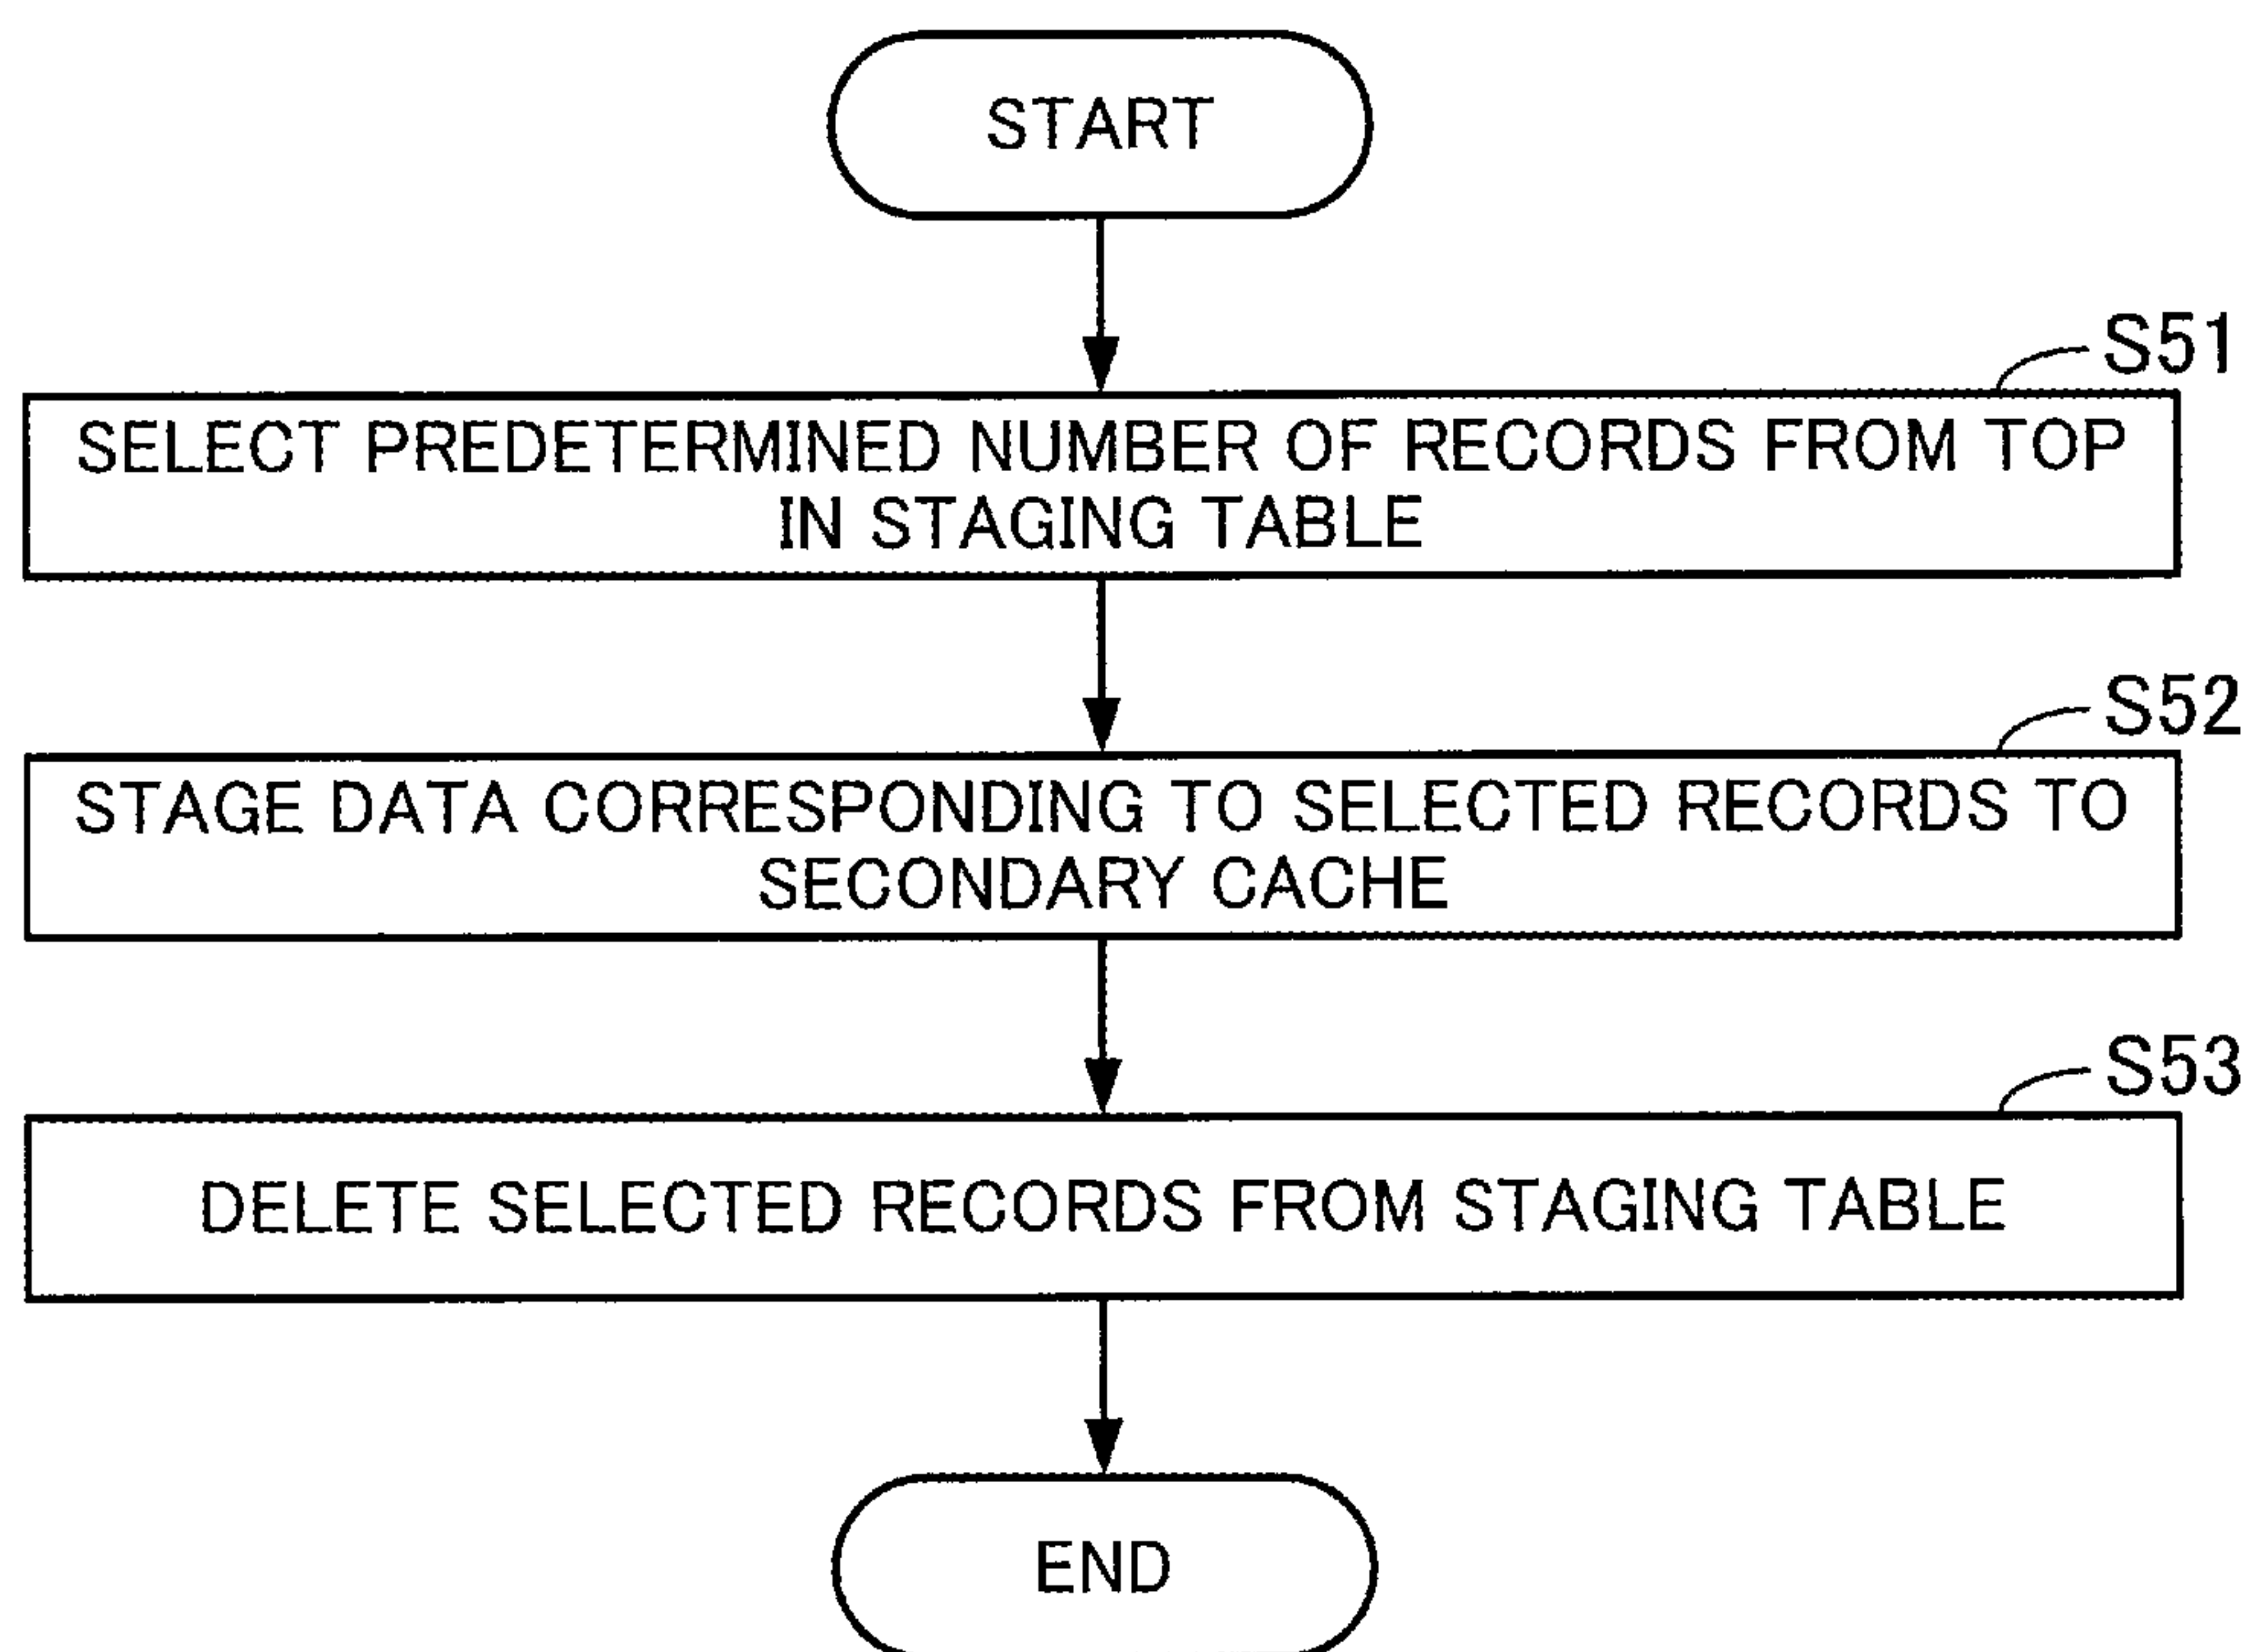 START
S51
SELECT PREDETERMINED NUMBER OF RECORDS FROM TOP
IN STAGING TABLE
S52
STAGE DATA CORRESPONDING TO SELECTED RECORDS TO
SECONDARY CACHE
S53
DELETE SELECTED RECORDS FROM STAGING TABLE
END